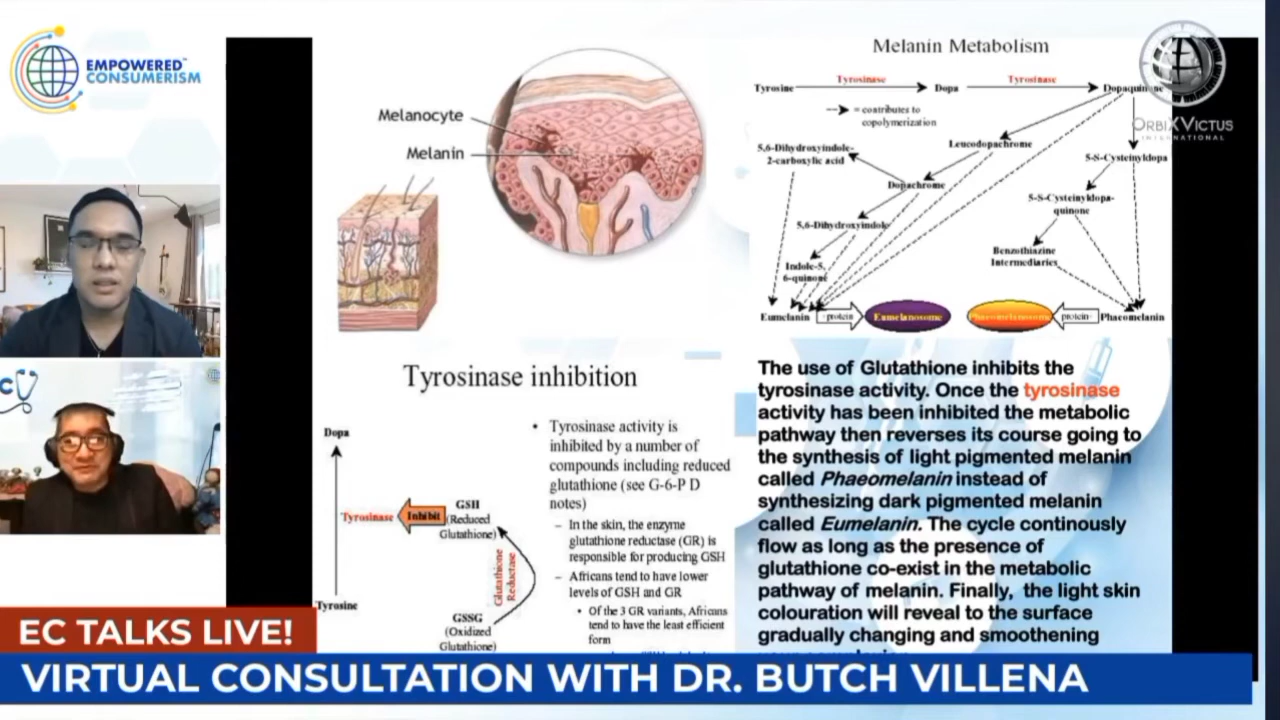 EMPOWERED™
CONSUMERISM
Melanocyte
Melanin
Melanin Metabolism
Tyrosinase
Tyrosinase
Tyrosine
Dopa
= contributes to
copolymerization
ORBIXVICTUS
INTERNATIONAL
5,6-Dihydroxyindole-
2-carboxylic acid
Leucodopachrome
5-S-Cysteinyldopa
Dopachrome
5-S-Cysteinyldopa-
quinone
5,6-Dihydroxyindole
Benzothiazine
Intermediaries
Indole-5,
6-quinone
Eumelanin
protein
Eumelanosome
Phaeomelanosome
protein
Phaeomelanin
Tyrosinase inhibition
Dopa
Tyrosinase
Inhibit
GSH
(Reduced
Glutathione)
Glutathione
Reductase
Tyrosine
GSSG
(Oxidized
Glutathione)
• Tyrosinase activity is
inhibited by a number of
compounds including reduced
glutathione (see G-6-P D
notes)
– In the skin, the enzyme
glutathione reductase (GR) is
responsible for producing GSH
– Africans tend to have lower
levels of GSH and GR
• Of the 3 GR variants, Africans
tend to have the least efficient
form
The use of Glutathione inhibits the
tyrosinase activity. Once the tyrosinase
activity has been inhibited the metabolic
pathway then reverses its course going to
the synthesis of light pigmented melanin
called Phaeomelanin instead of
synthesizing dark pigmented melanin
called Eumelanin. The cycle continously
flow as long as the presence of
glutathione co-exist in the metabolic
pathway of melanin. Finally, the light skin
colouration will reveal to the surface
gradually changing and smoothening
EC TALKS LIVE!
VIRTUAL CONSULTATION WITH DR. BUTCH VILLENA